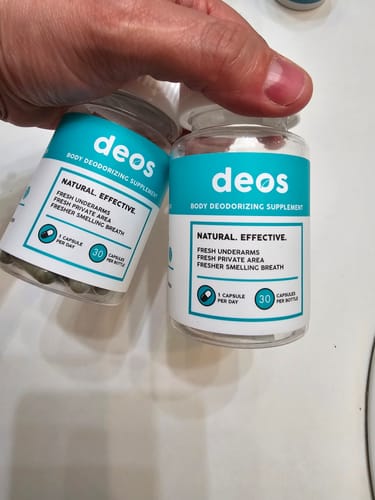 deos
BODY DEODORIZING SUPPLEMENT
NATURAL. EFFECTIVE.
FRESH UNDERARMS
FRESH PRIVATE AREA
FRESHER SMELLING BREATH
1 CAPSULE
PER DAY
30
CAPSULES
PER BOTTLE
deos
BODY DEODORIZING SUPPLEMENT
NATURAL. EFFECTIVE.
FRESH UNDERARMS
FRESH PRIVATE AREA
FRESHER SMELLING BREATH
1 CAPSULE
PER DAY
30
CAPSULES
PER BOTTLE